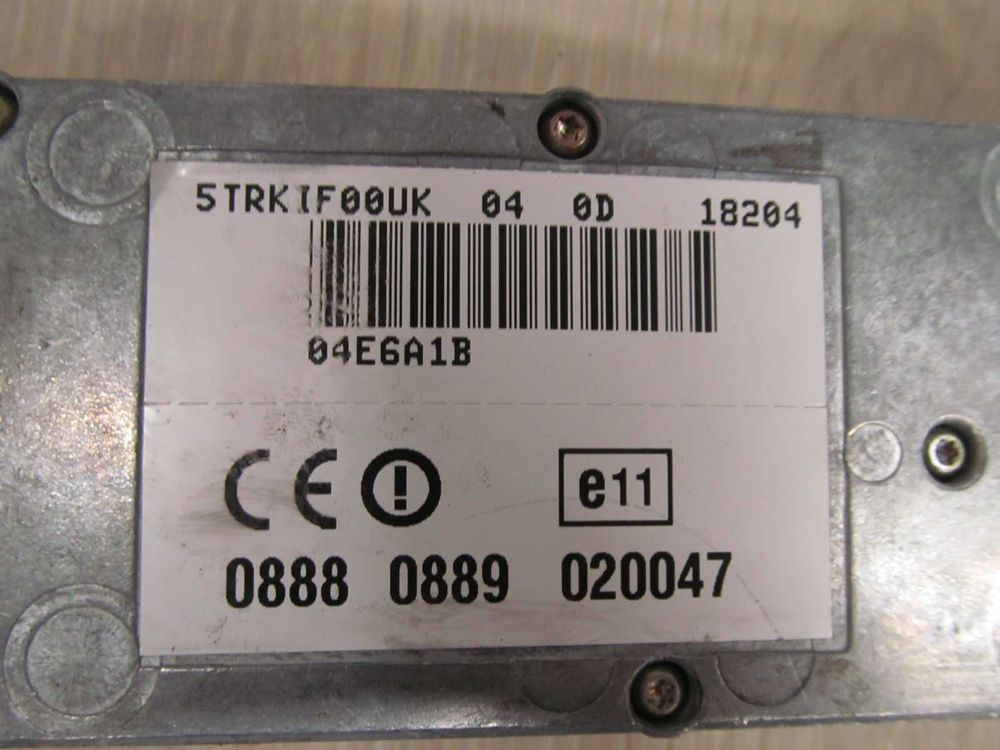 5TRKIF00UK 04 0D 18204
04E6A1B
CE ! e11
0888 0889 020047